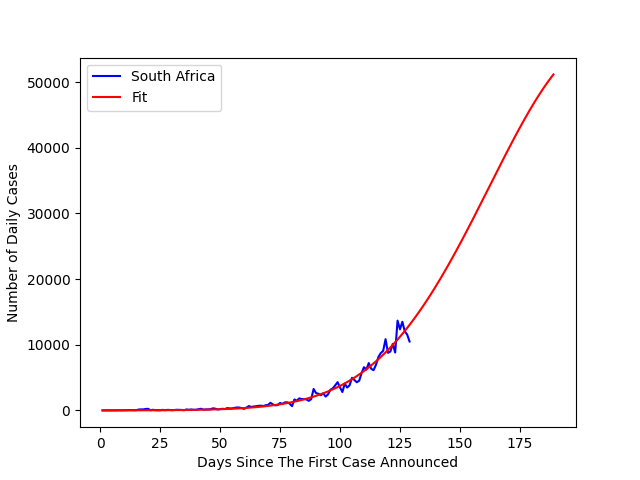 South Africa
Fit
50000
40000
30000
20000
10000
0
Number of Daily Cases
0 25 50 75 100 125 150 175
Days Since The First Case Announced